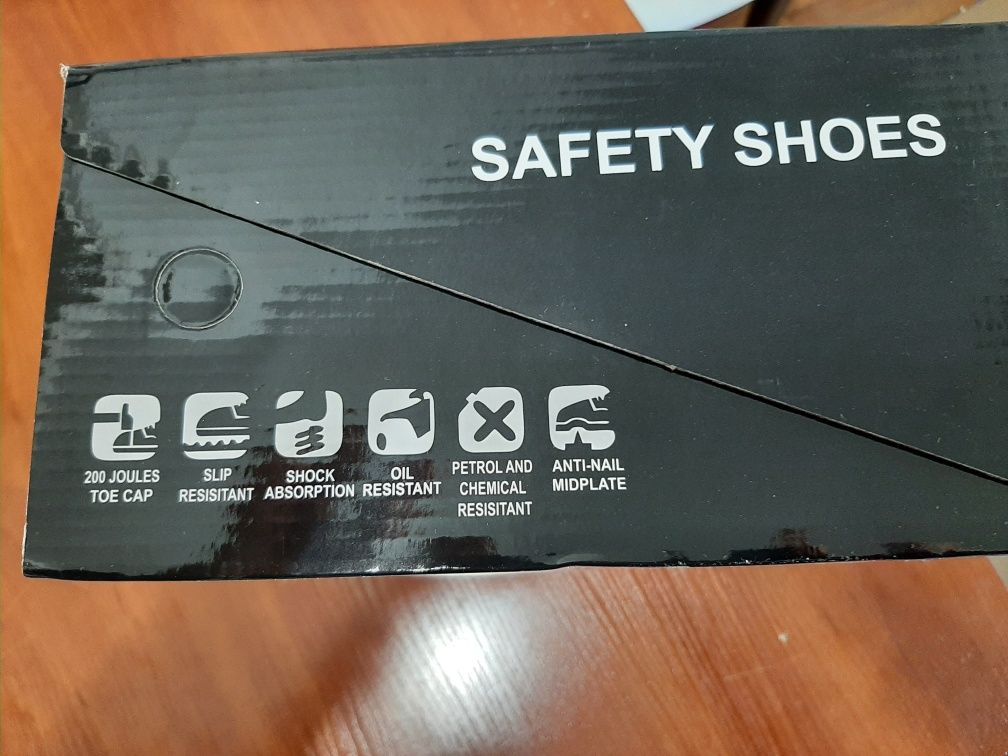 SAFETY SHOES
200 JOULES
TOE CAP
SLIP
RESISITANT
SHOCK
ABSORPTION
OIL
RESISTANT
PETROL AND
CHEMICAL
RESISITANT
ANTI-NAIL
MIDPLATE